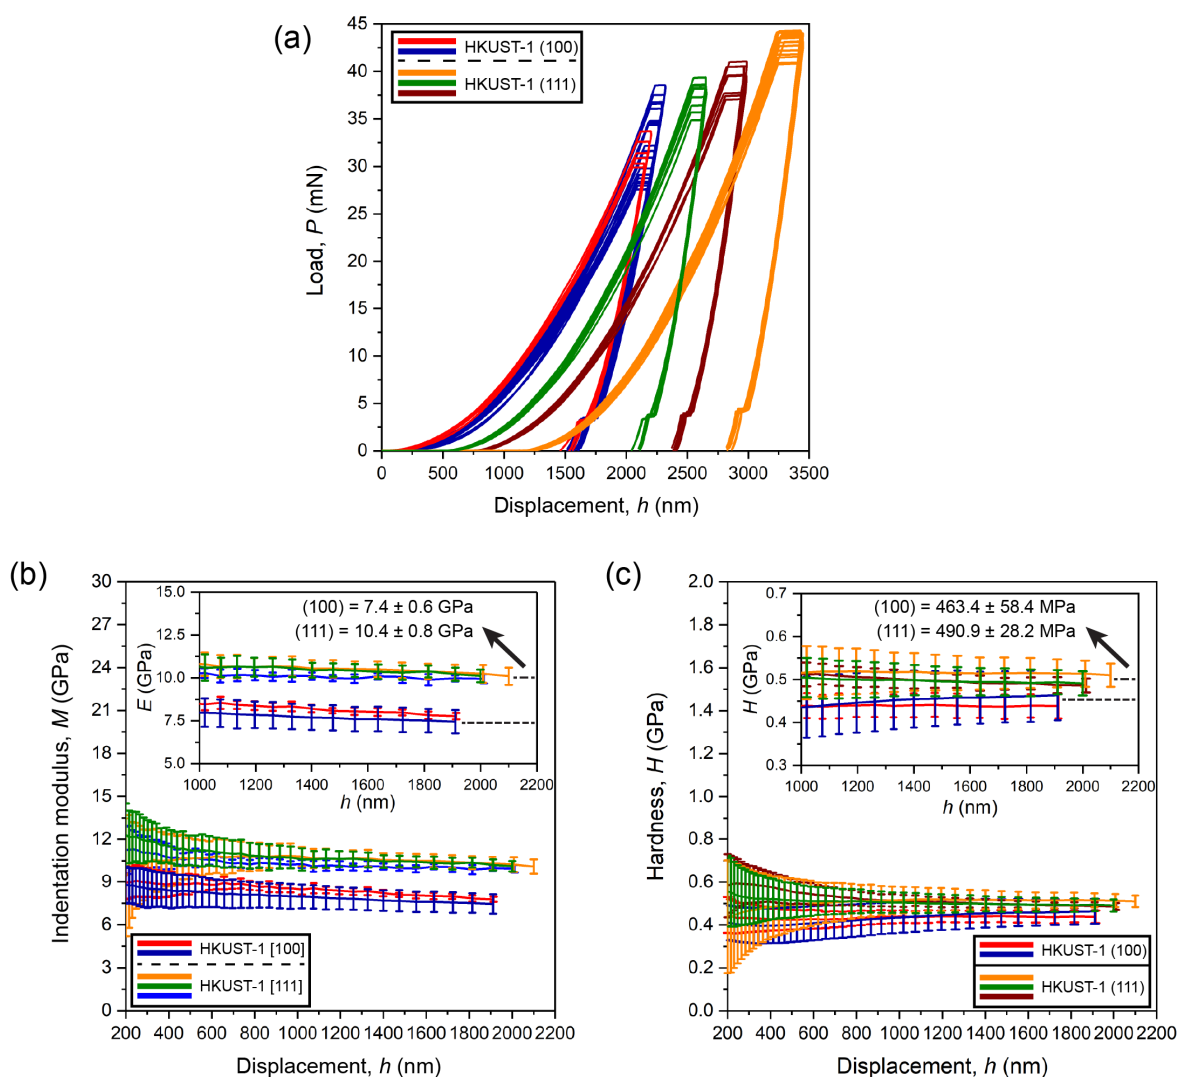 (a)
45
40
35
30
25
20
15
10
5
0
Load, P (mN)
HKUST-1 (100)
HKUST-1 (111)
0 500 1000 1500 2000 2500 3000 3500
Displacement, h (nm)
(b)
30
27
24
21
18
15
12
9
6
3
0
Indentation modulus, M (GPa)
15.0
12.5
10.0
7.5
5.0
E (GPa)
(100) = 7.4 ± 0.6 GPa
(111) = 10.4 ± 0.8 GPa
1000 1200 1400 1600 1800 2000 2200
h (nm)
HKUST-1 [100]
HKUST-1 [111]
200 400 600 800 1000 1200 1400 1600 1800 2000 2200
Displacement, h (nm)
(c)
2.0
1.8
1.6
1.4
1.2
1.0
0.8
0.6
0.4
0.2
0.0
Hardness, H (GPa)
0.7
0.6
0.5
0.4
0.3
H (GPa)
(100) = 463.4 ± 58.4 MPa
(111) = 490.9 ± 28.2 MPa
1000 1200 1400 1600 1800 2000 2200
h (nm)
HKUST-1 (100)
HKUST-1 (111)
200 400 600 800 1000 1200 1400 1600 1800 2000 2200
Displacement, h (nm)